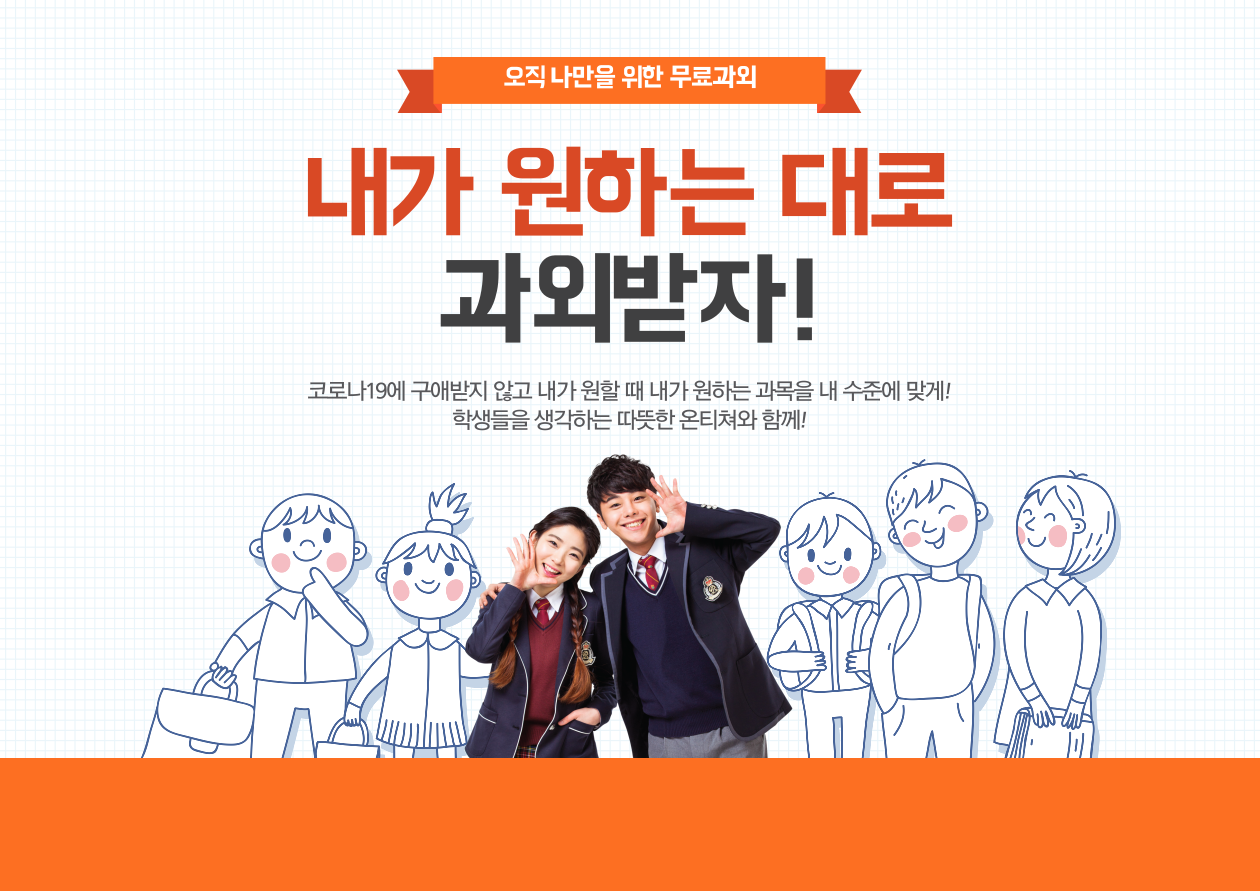 오직 나만을 위한 무료과외
내가 원하는 대로
과외받자!
코로나19에 구애받지 않고 내가 원할 때 내가 원하는 과목을 내 수준에 맞게!
학생들을 생각하는 따뜻한 온티쳐와 함께!